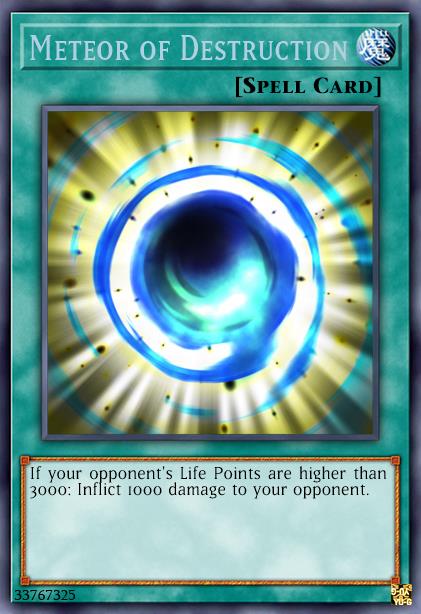 Meteor of Destruction 魔
[Spell Card]
If your opponent's Life Points are higher than
3000: Inflict 1000 damage to your opponent.
33767325